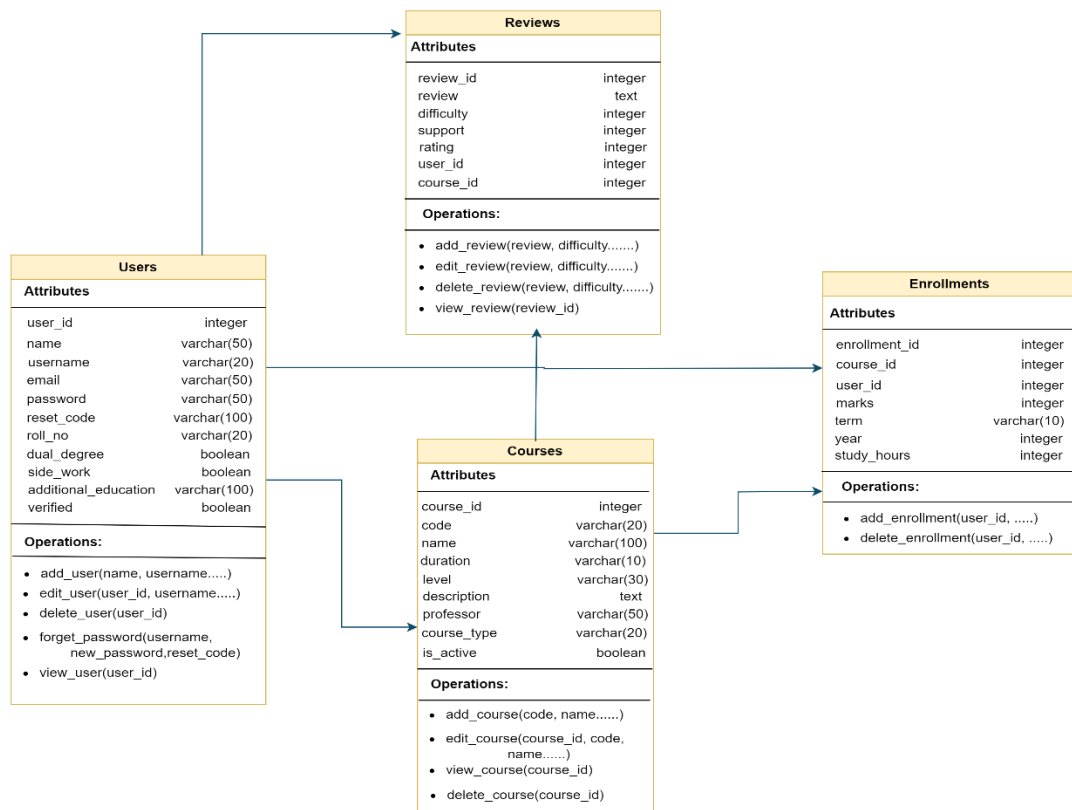 Reviews
Attributes
review_id integer
review text
difficulty integer
support integer
rating integer
user_id integer
course_id integer
Operations:
• add_review(review, difficulty.......)
• edit_review(review, difficulty.......)
• delete_review(review, difficulty.......)
• view_review(review_id)
Users
Attributes
user_id integer
name varchar(50)
username varchar(20)
email varchar(50)
password varchar(50)
reset_code varchar(100)
roll_no varchar(20)
dual_degree boolean
side_work boolean
additional_education varchar(100)
verified boolean
Operations:
• add_user(name, username.....)
• edit_user(user_id, username.....)
• delete_user(user_id)
• forget_password(username,
new_password,reset_code)
• view_user(user_id)
Enrollments
Attributes
enrollment_id integer
course_id integer
user_id integer
marks integer
term varchar(10)
year integer
study_hours integer
Operations:
• add_enrollment(user_id, .....)
• delete_enrollment(user_id, .....)
Courses
Attributes
course_id integer
code varchar(20)
name varchar(100)
duration varchar(10)
level varchar(30)
description text
professor varchar(50)
course_type varchar(20)
is_active boolean
Operations:
• add_course(code, name......)
• edit_course(course_id, code,
name......)
• view_course(course_id)
• delete_course(course_id)